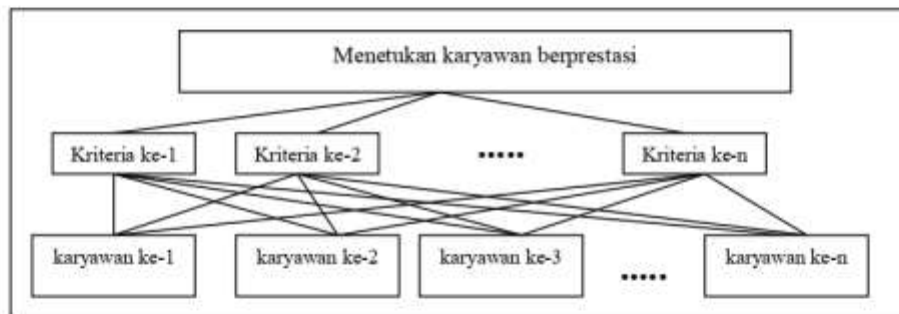 Menetukan karyawan berprestasi
Kriteria ke-1 Kriteria ke-2 ..... Kriteria ke-n
karyawan ke-1 karyawan ke-2 karyawan ke-3 ..... karyawan ke-n